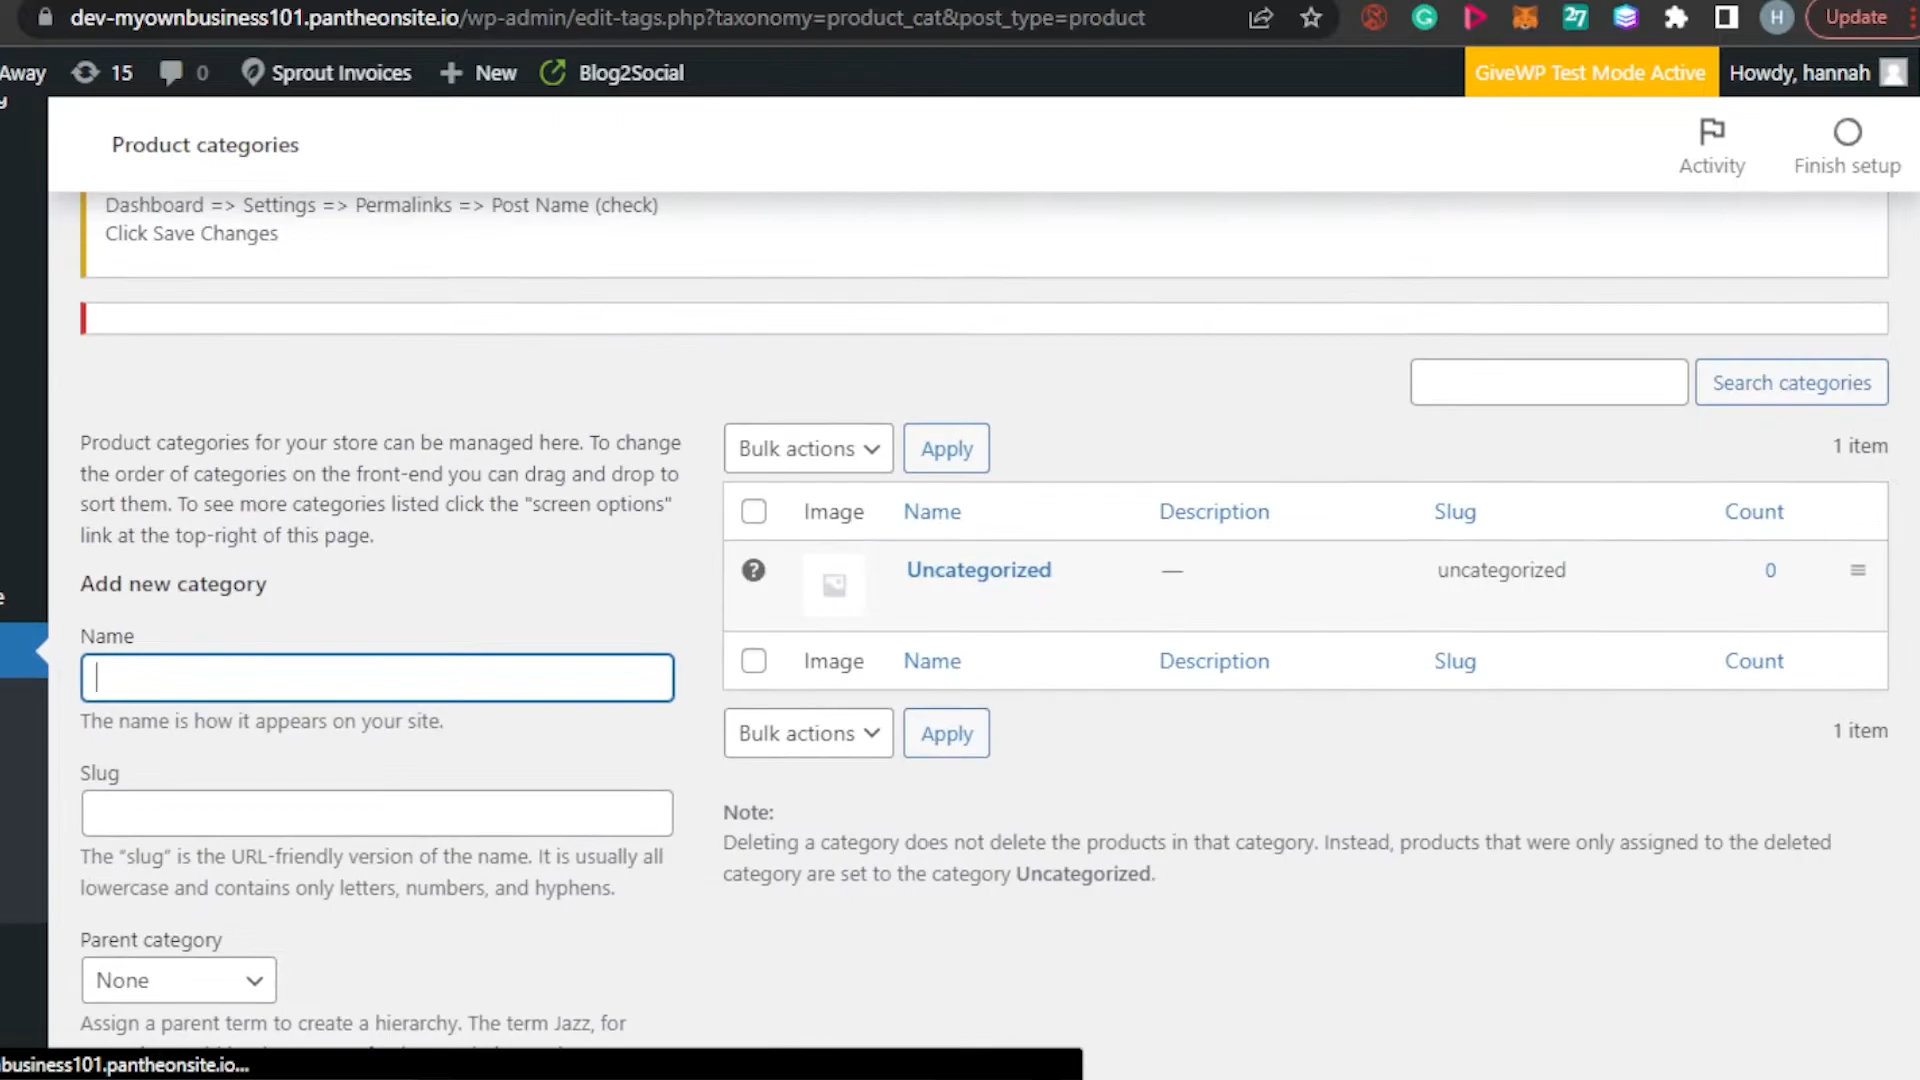 dev-myownbusiness101.pantheonsite.io/wp-admin/edit-tags.php?taxonomy=product_cat&post_type=product
27
H
Update
Away
15
0
Sprout Invoices
New
Blog2Social
GiveWP Test Mode Active
Howdy, hannah
Product categories
Activity
Finish setup
Dashboard => Settings => Permalinks => Post Name (check)
Click Save Changes
Search categories
Product categories for your store can be managed here. To change
the order of categories on the front-end you can drag and drop to
sort them. To see more categories listed click the "screen options"
link at the top-right of this page.
Bulk actions
Apply
1 item
Image
Name
Description
Slug
Count
Uncategorized
—
uncategorized
0
Image
Name
Description
Slug
Count
Bulk actions
Apply
1 item
Add new category
Name
The name is how it appears on your site.
Slug
The “slug” is the URL-friendly version of the name. It is usually all
lowercase and contains only letters, numbers, and hyphens.
Note:
Deleting a category does not delete the products in that category. Instead, products that were only assigned to the deleted
category are set to the category Uncategorized.
Parent category
None
Assign a parent term to create a hierarchy. The term Jazz, for
business101.pantheonsite.io...